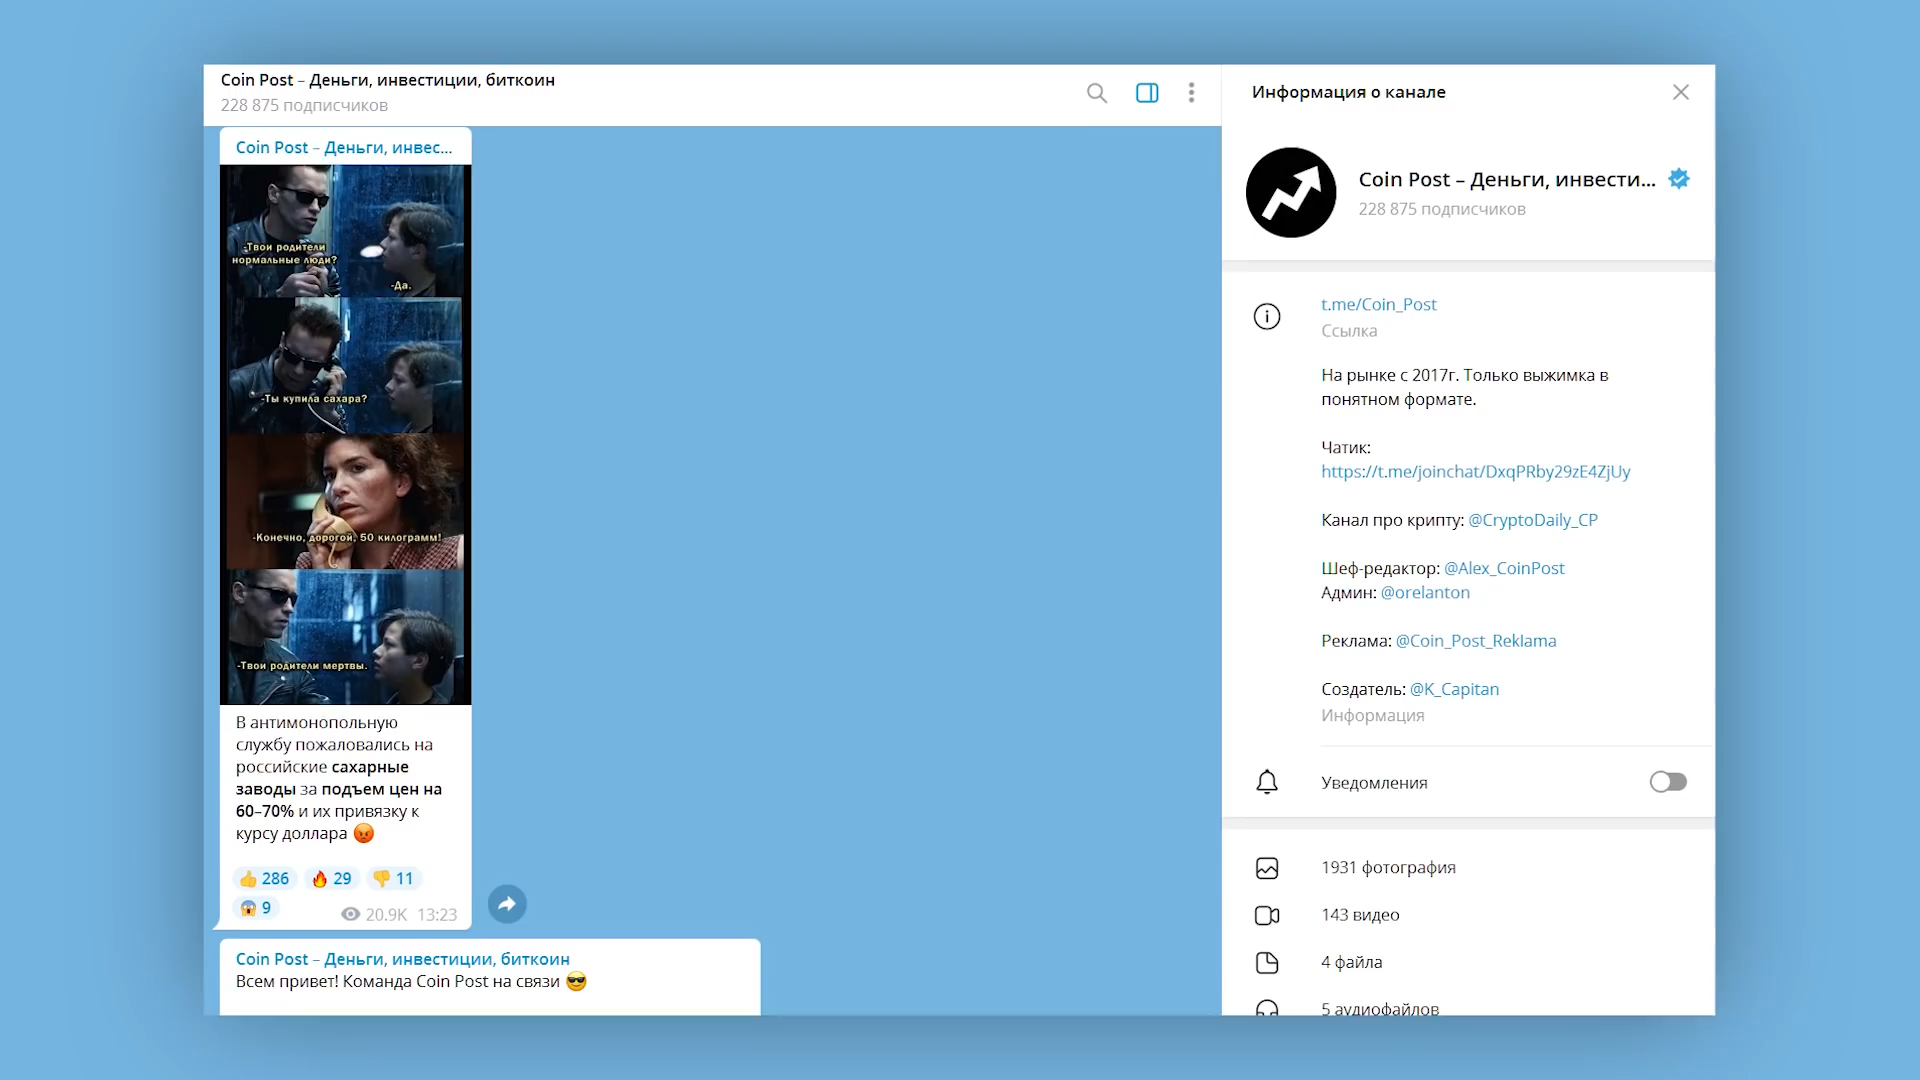 Coin Post – Деньги, инвестиции, биткоин
228 875 подписчиков
Coin Post – Деньги, инвес...
-Твои родители
нормальные люди?
-Да.
-Ты купила сахара?
-Конечно, дорогой, 50 килограмм!
-Твои родители мертвы.
В антимонопольную
службу пожаловались на
российские сахарные
заводы за подъем цен на
60–70% и их привязку к
курсу доллара 😡
👍 286 🔥 29 👎 11
😱 9 20.9K 13:23
Coin Post – Деньги, инвестиции, биткоин
Всем привет! Команда Coin Post на связи 😎
Информация о канале
Coin Post – Деньги, инвести...
228 875 подписчиков
t.me/Coin_Post
Ссылка
На рынке с 2017г. Только выжимка в
понятном формате.
Чатик:
https://t.me/joinchat/DxqPRby29zE4ZjUy
Канал про крипту: @CryptoDaily_CP
Шеф-редактор: @Alex_CoinPost
Админ: @orelanton
Реклама: @Coin_Post_Reklama
Создатель: @K_Capitan
Информация
Уведомления
1931 фотография
143 видео
4 файла
5 аудиофайлов